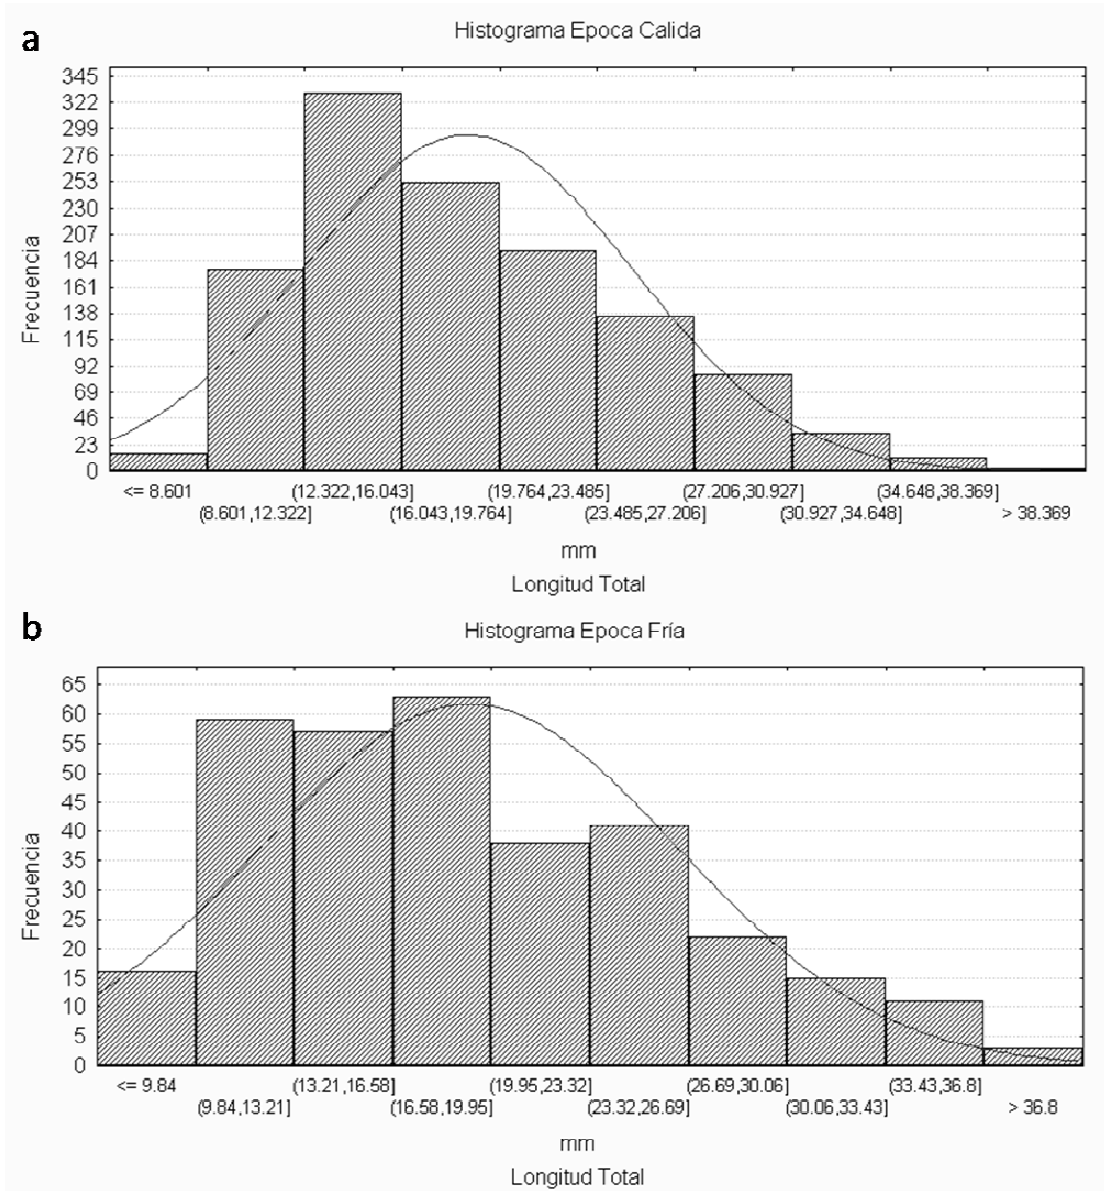 a
Histograma Epoca Calida
345
322
299
276
253
230
207
184
161
138
115
92
69
46
23
0
Frecuencia
<= 8.601 (12.322,16.043] (19.764,23.485] (27.206,30.927] (34.648,38.369]
(8.601,12.322] (16.043,19.764] (23.485,27.206] (30.927,34.648] > 38.369
mm
Longitud Total
b
Histograma Epoca Fría
65
60
55
50
45
40
35
30
25
20
15
10
5
0
Frecuencia
<= 9.84 (13.21,16.58] (19.95,23.32] (26.69,30.06] (33.43,36.8]
(9.84,13.21] (16.58,19.95] (23.32,26.69] (30.06,33.43] > 36.8
mm
Longitud Total